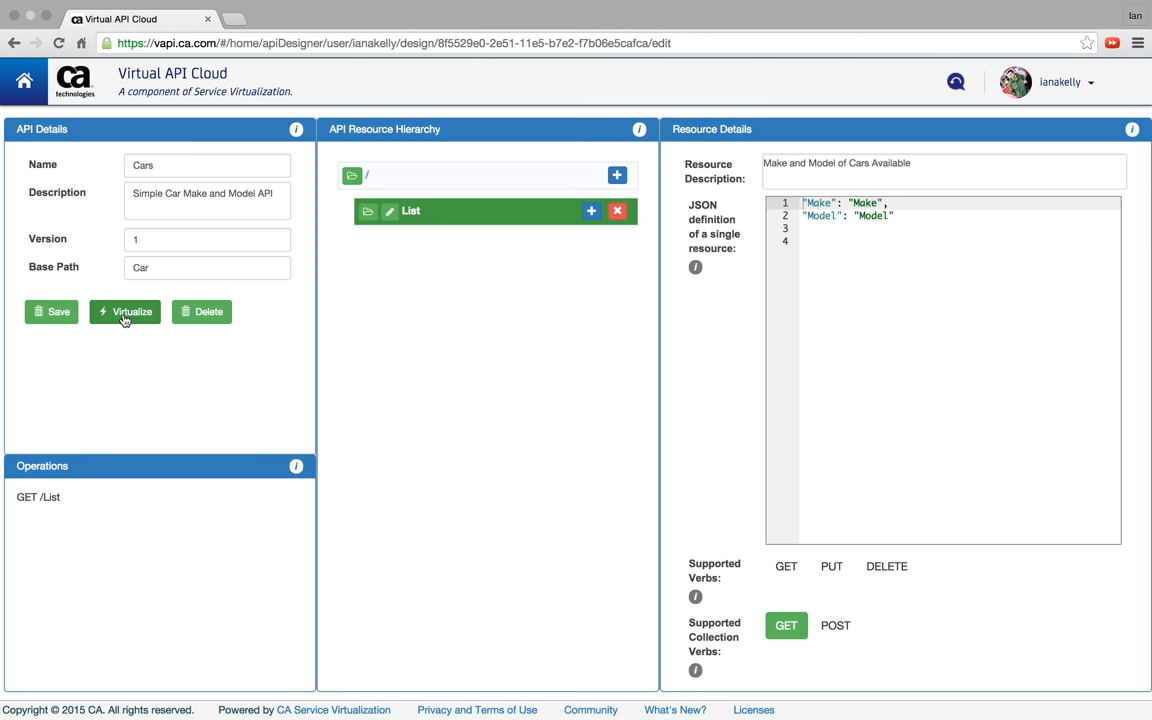 Virtual API Cloud
Ian
https://vapi.ca.com/#/home/apiDesigner/user/ianakelly/design/8f5529e0-2e51-11e5-b7e2-f7b06e5cafca/edit
ca
technologies
Virtual API Cloud
A component of Service Virtualization.
ianakelly
API Details
Name
Cars
Description
Simple Car Make and Model API
Version
1
Base Path
Car
Save
Virtualize
Delete
Operations
GET /List
API Resource Hierarchy
/
List
Resource Details
Resource
Description:
Make and Model of Cars Available
JSON
definition
of a single
resource:
1 "Make": "Make",
2 "Model": "Model"
3
4
Supported
Verbs:
GET PUT DELETE
Supported
Collection
Verbs:
GET POST
Copyright © 2015 CA. All rights reserved. Powered by CA Service Virtualization Privacy and Terms of Use Community What's New? Licenses